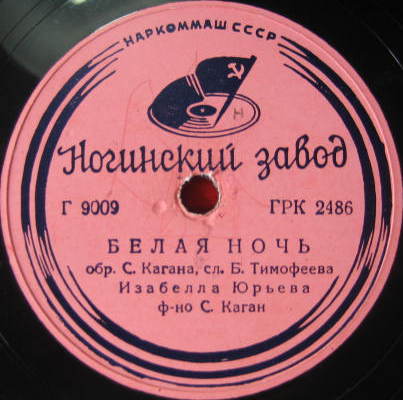 НАРКОММАШ СССР
Н
Ногинский завод
Г 9009 ГРК 2486
БЕЛАЯ НОЧЬ
обр. С. Кагана, сл. Б. Тимофеева
Изабелла Юрьева
ф-но С. Каган